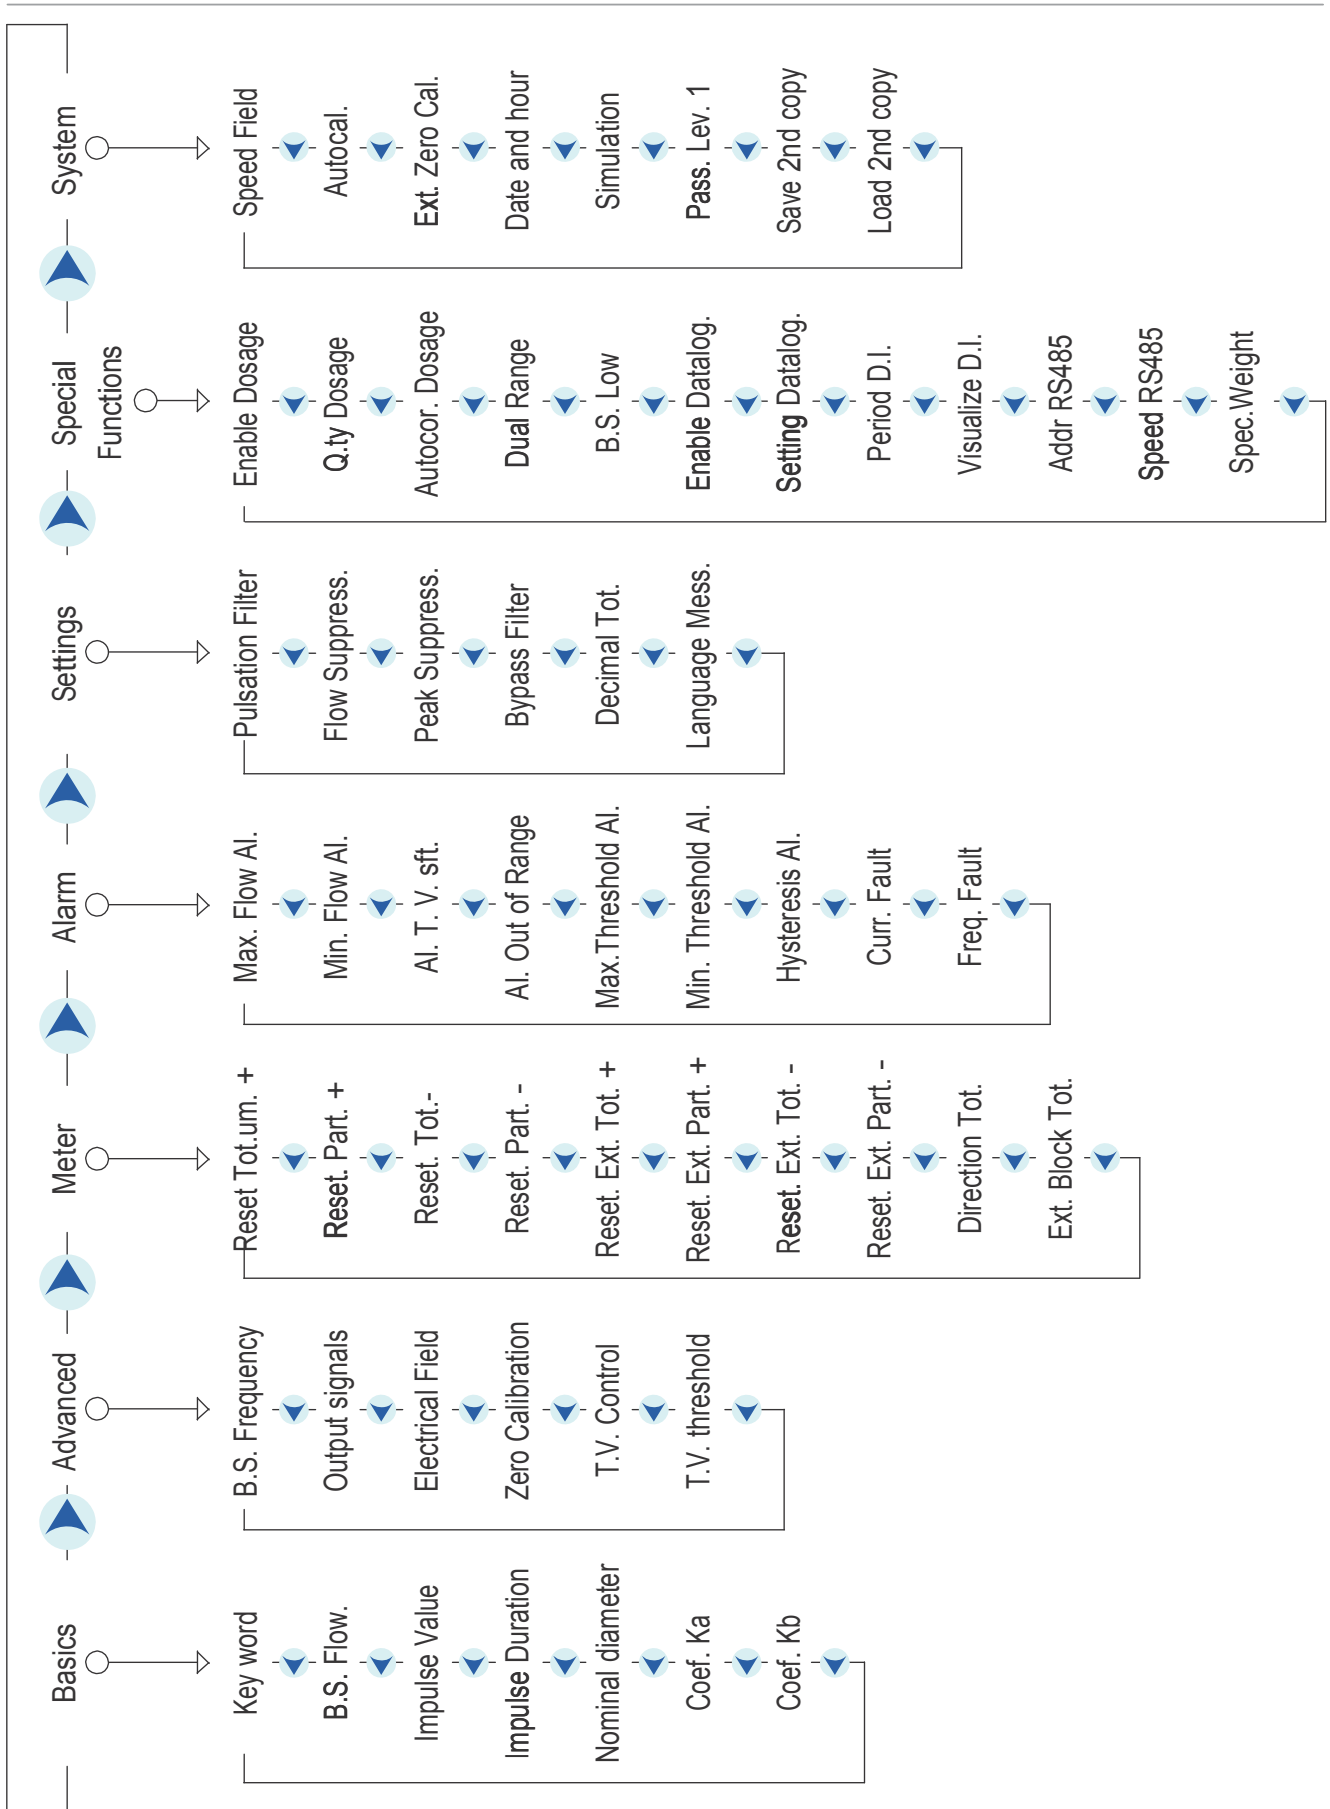 Basics
Key word
B.S. Flow.
Impulse Value
Impulse Duration
Nominal diameter
Coef. Ka
Coef. Kb
Advanced
B.S. Frequency
Output signals
Electrical Field
Zero Calibration
T.V. Control
T.V. threshold
Meter
Reset Tot.um. +
Reset. Part. +
Reset. Tot.-
Reset. Part. -
Reset. Ext. Tot. +
Reset. Ext. Part. +
Reset. Ext. Tot. -
Reset. Ext. Part. -
Direction Tot.
Ext. Block Tot.
Alarm
Max. Flow Al.
Min. Flow Al.
Al. T. V. sft.
Al. Out of Range
Max.Threshold Al.
Min. Threshold Al.
Hysteresis Al.
Curr. Fault
Freq. Fault
Settings
Pulsation Filter
Flow Suppress.
Peak Suppress.
Bypass Filter
Decimal Tot.
Language Mess.
Special
Functions
Enable Dosage
Q.ty Dosage
Autocor. Dosage
Dual Range
B.S. Low
Enable Datalog.
Setting Datalog.
Period D.l.
Visualize D.l.
Addr RS485
Speed RS485
Spec.Weight
System
Speed Field
Autocal.
Ext. Zero Cal.
Date and hour
Simulation
Pass. Lev. 1
Save 2nd copy
Load 2nd copy